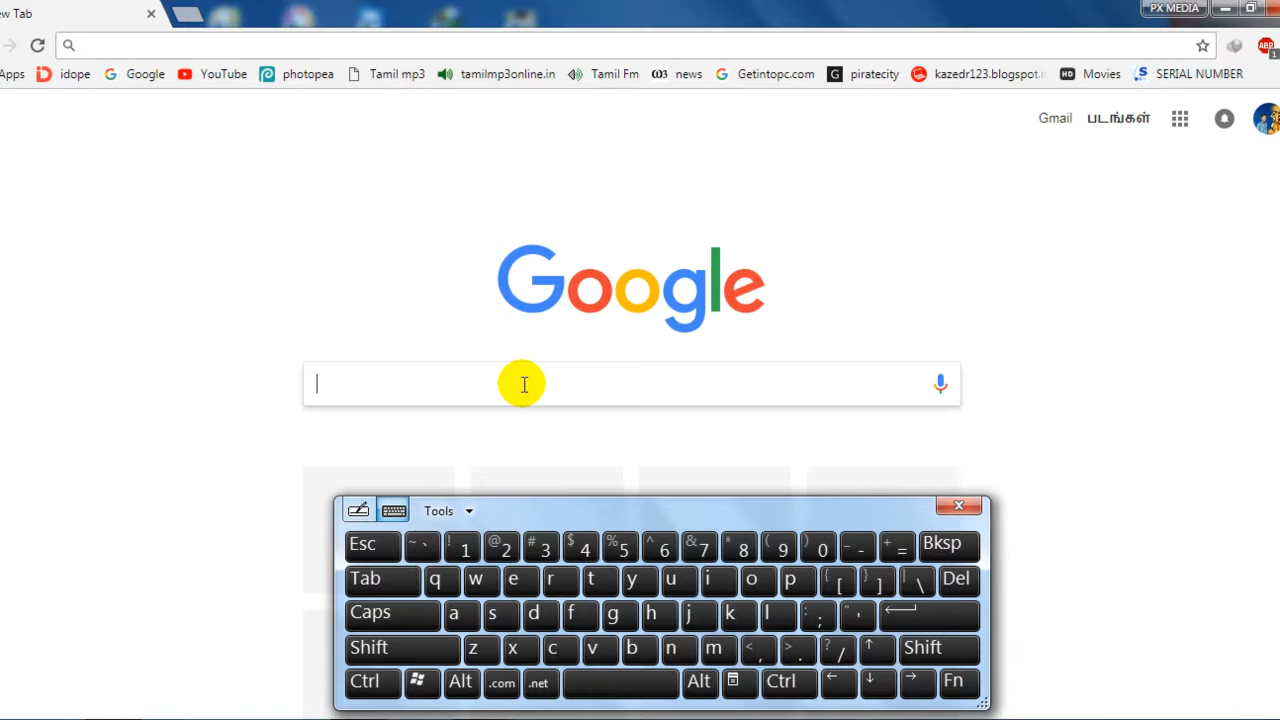 ew Tab
PX MEDIA
ABP
1
Apps idope Google YouTube photopea Tamil mp3 tamilmp3online.in Tamil Fm news Getintopc.com piratecity kazedr123.blogspot.i Movies SERIAL NUMBER
Gmail படங்கள்
Google
Tools
Esc ~ ` ! 1 @ 2 # 3 $ 4 % 5 ^ 6 & 7 * 8 ( 9 ) 0 _ - + = Bksp
Tab q w e r t y u i o p { [ } ] | \ Del
Caps a s d f g h j k l : ; " '
Shift z x c v b n m < , > . ? / ↑ Shift
Ctrl Alt .com .net Alt Ctrl ← ↓ → Fn